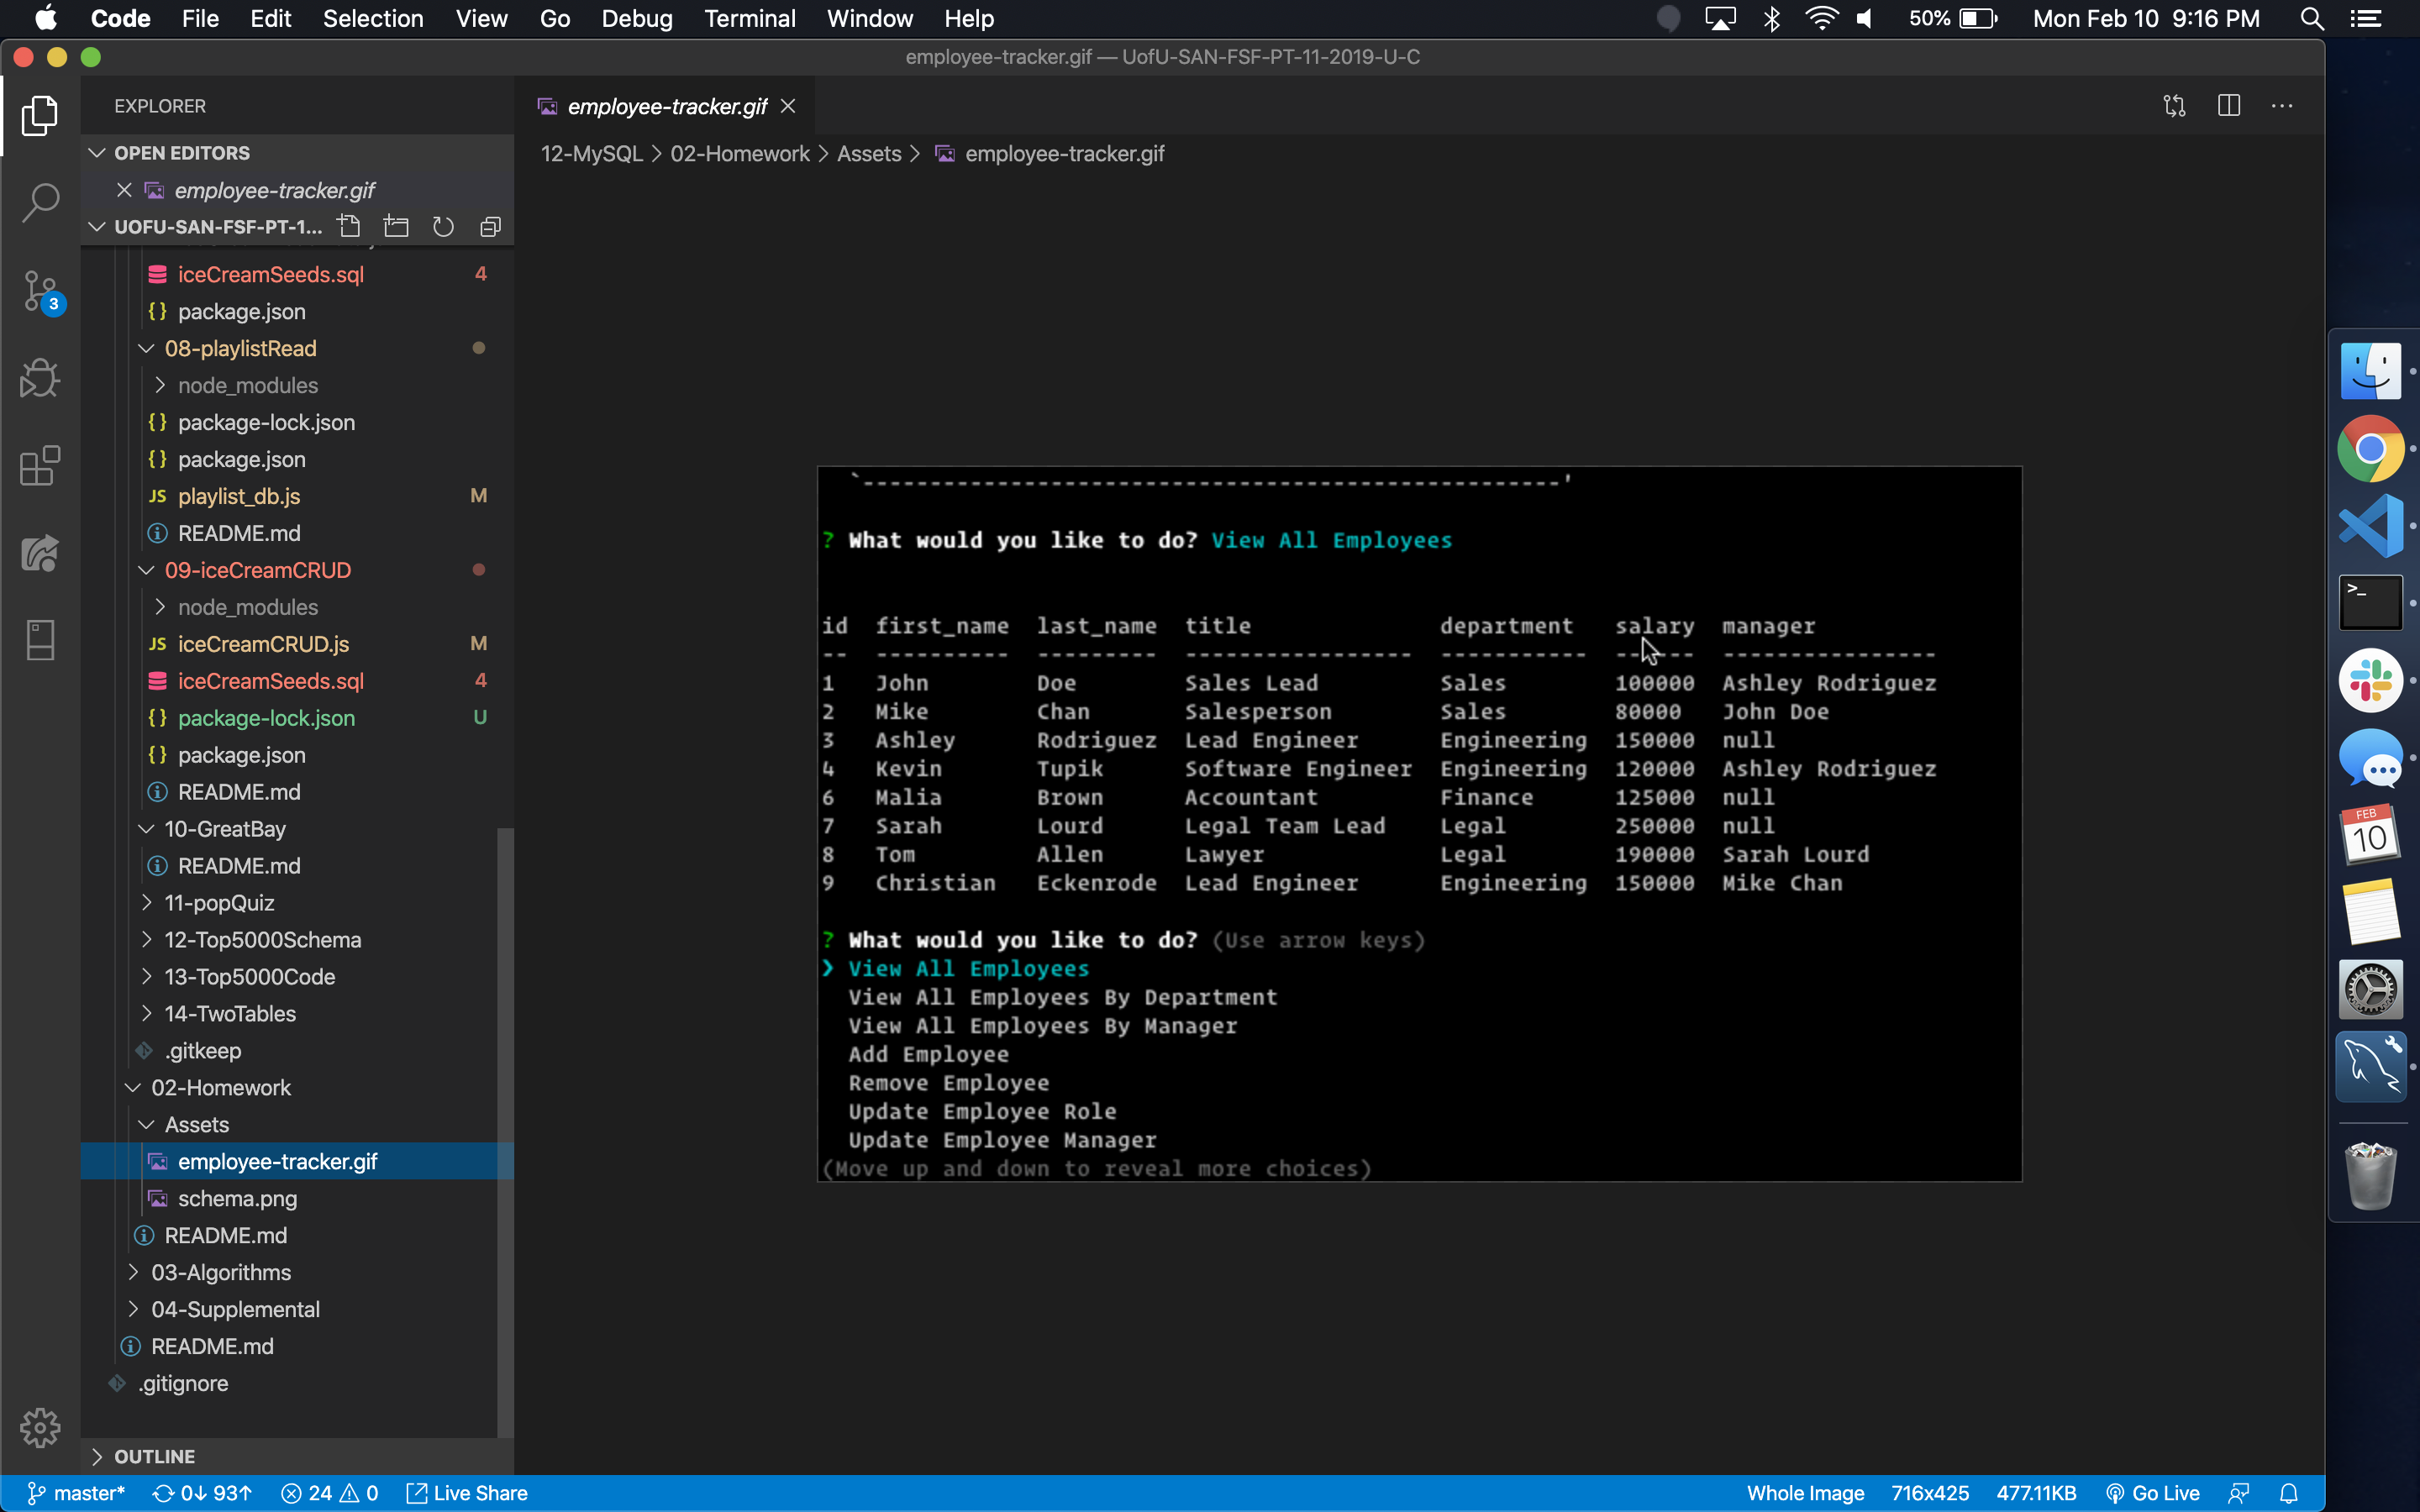 Code File Edit Selection View Go Debug Terminal Window Help 50% Mon Feb 10 9:16 PM
employee-tracker.gif — UofU-SAN-FSF-PT-11-2019-U-C
EXPLORER
employee-tracker.gif
12-MySQL > 02-Homework > Assets > employee-tracker.gif
OPEN EDITORS
employee-tracker.gif
UOFU-SAN-FSF-PT-1...
iceCreamSeeds.sql 4
package.json
08-playlistRead
node_modules
package-lock.json
package.json
JS playlist_db.js M
README.md
09-iceCreamCRUD
node_modules
JS iceCreamCRUD.js M
iceCreamSeeds.sql 4
package-lock.json U
package.json
README.md
10-GreatBay
README.md
11-popQuiz
12-Top5000Schema
13-Top5000Code
14-TwoTables
.gitkeep
02-Homework
Assets
employee-tracker.gif
schema.png
README.md
03-Algorithms
04-Supplemental
README.md
.gitignore
OUTLINE
3
? What would you like to do? View All Employees
id first_name last_name title department salary manager
-- ---------- --------- ----------------- ----------- ------ ----------------
1 John Doe Sales Lead Sales 100000 Ashley Rodriguez
2 Mike Chan Salesperson Sales 80000 John Doe
3 Ashley Rodriguez Lead Engineer Engineering 150000 null
4 Kevin Tupik Software Engineer Engineering 120000 Ashley Rodriguez
6 Malia Brown Accountant Finance 125000 null
7 Sarah Lourd Legal Team Lead Legal 250000 null
8 Tom Allen Lawyer Legal 190000 Sarah Lourd
9 Christian Eckenrode Lead Engineer Engineering 150000 Mike Chan
? What would you like to do? (Use arrow keys)
❯ View All Employees
View All Employees By Department
View All Employees By Manager
Add Employee
Remove Employee
Update Employee Role
Update Employee Manager
(Move up and down to reveal more choices)
FEB
10
master* 0↓ 93↑ 24 0 Live Share Whole Image 716x425 477.11KB Go Live